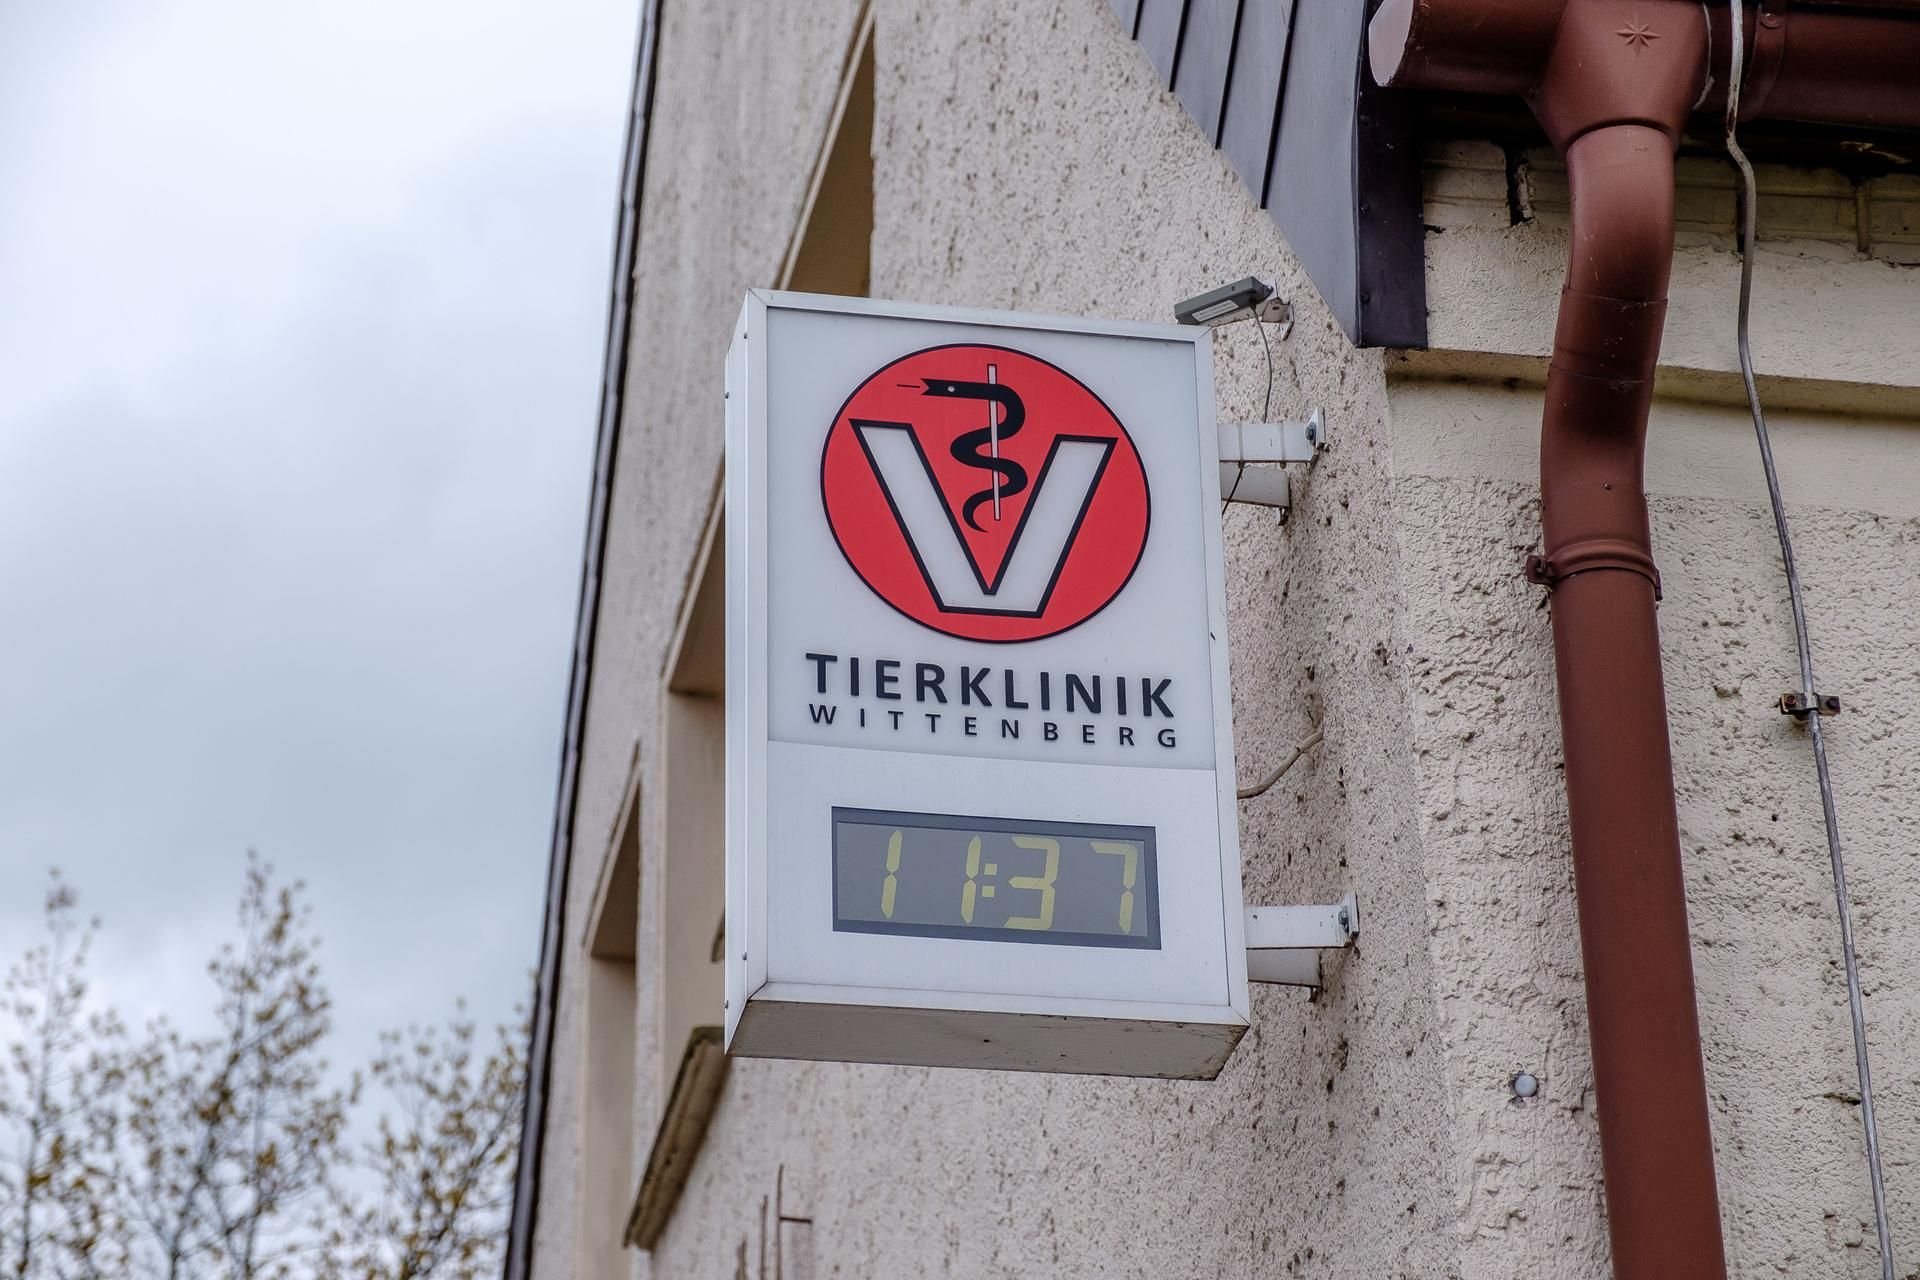 V
TIERKLINIK
WITTENBERG
11:37